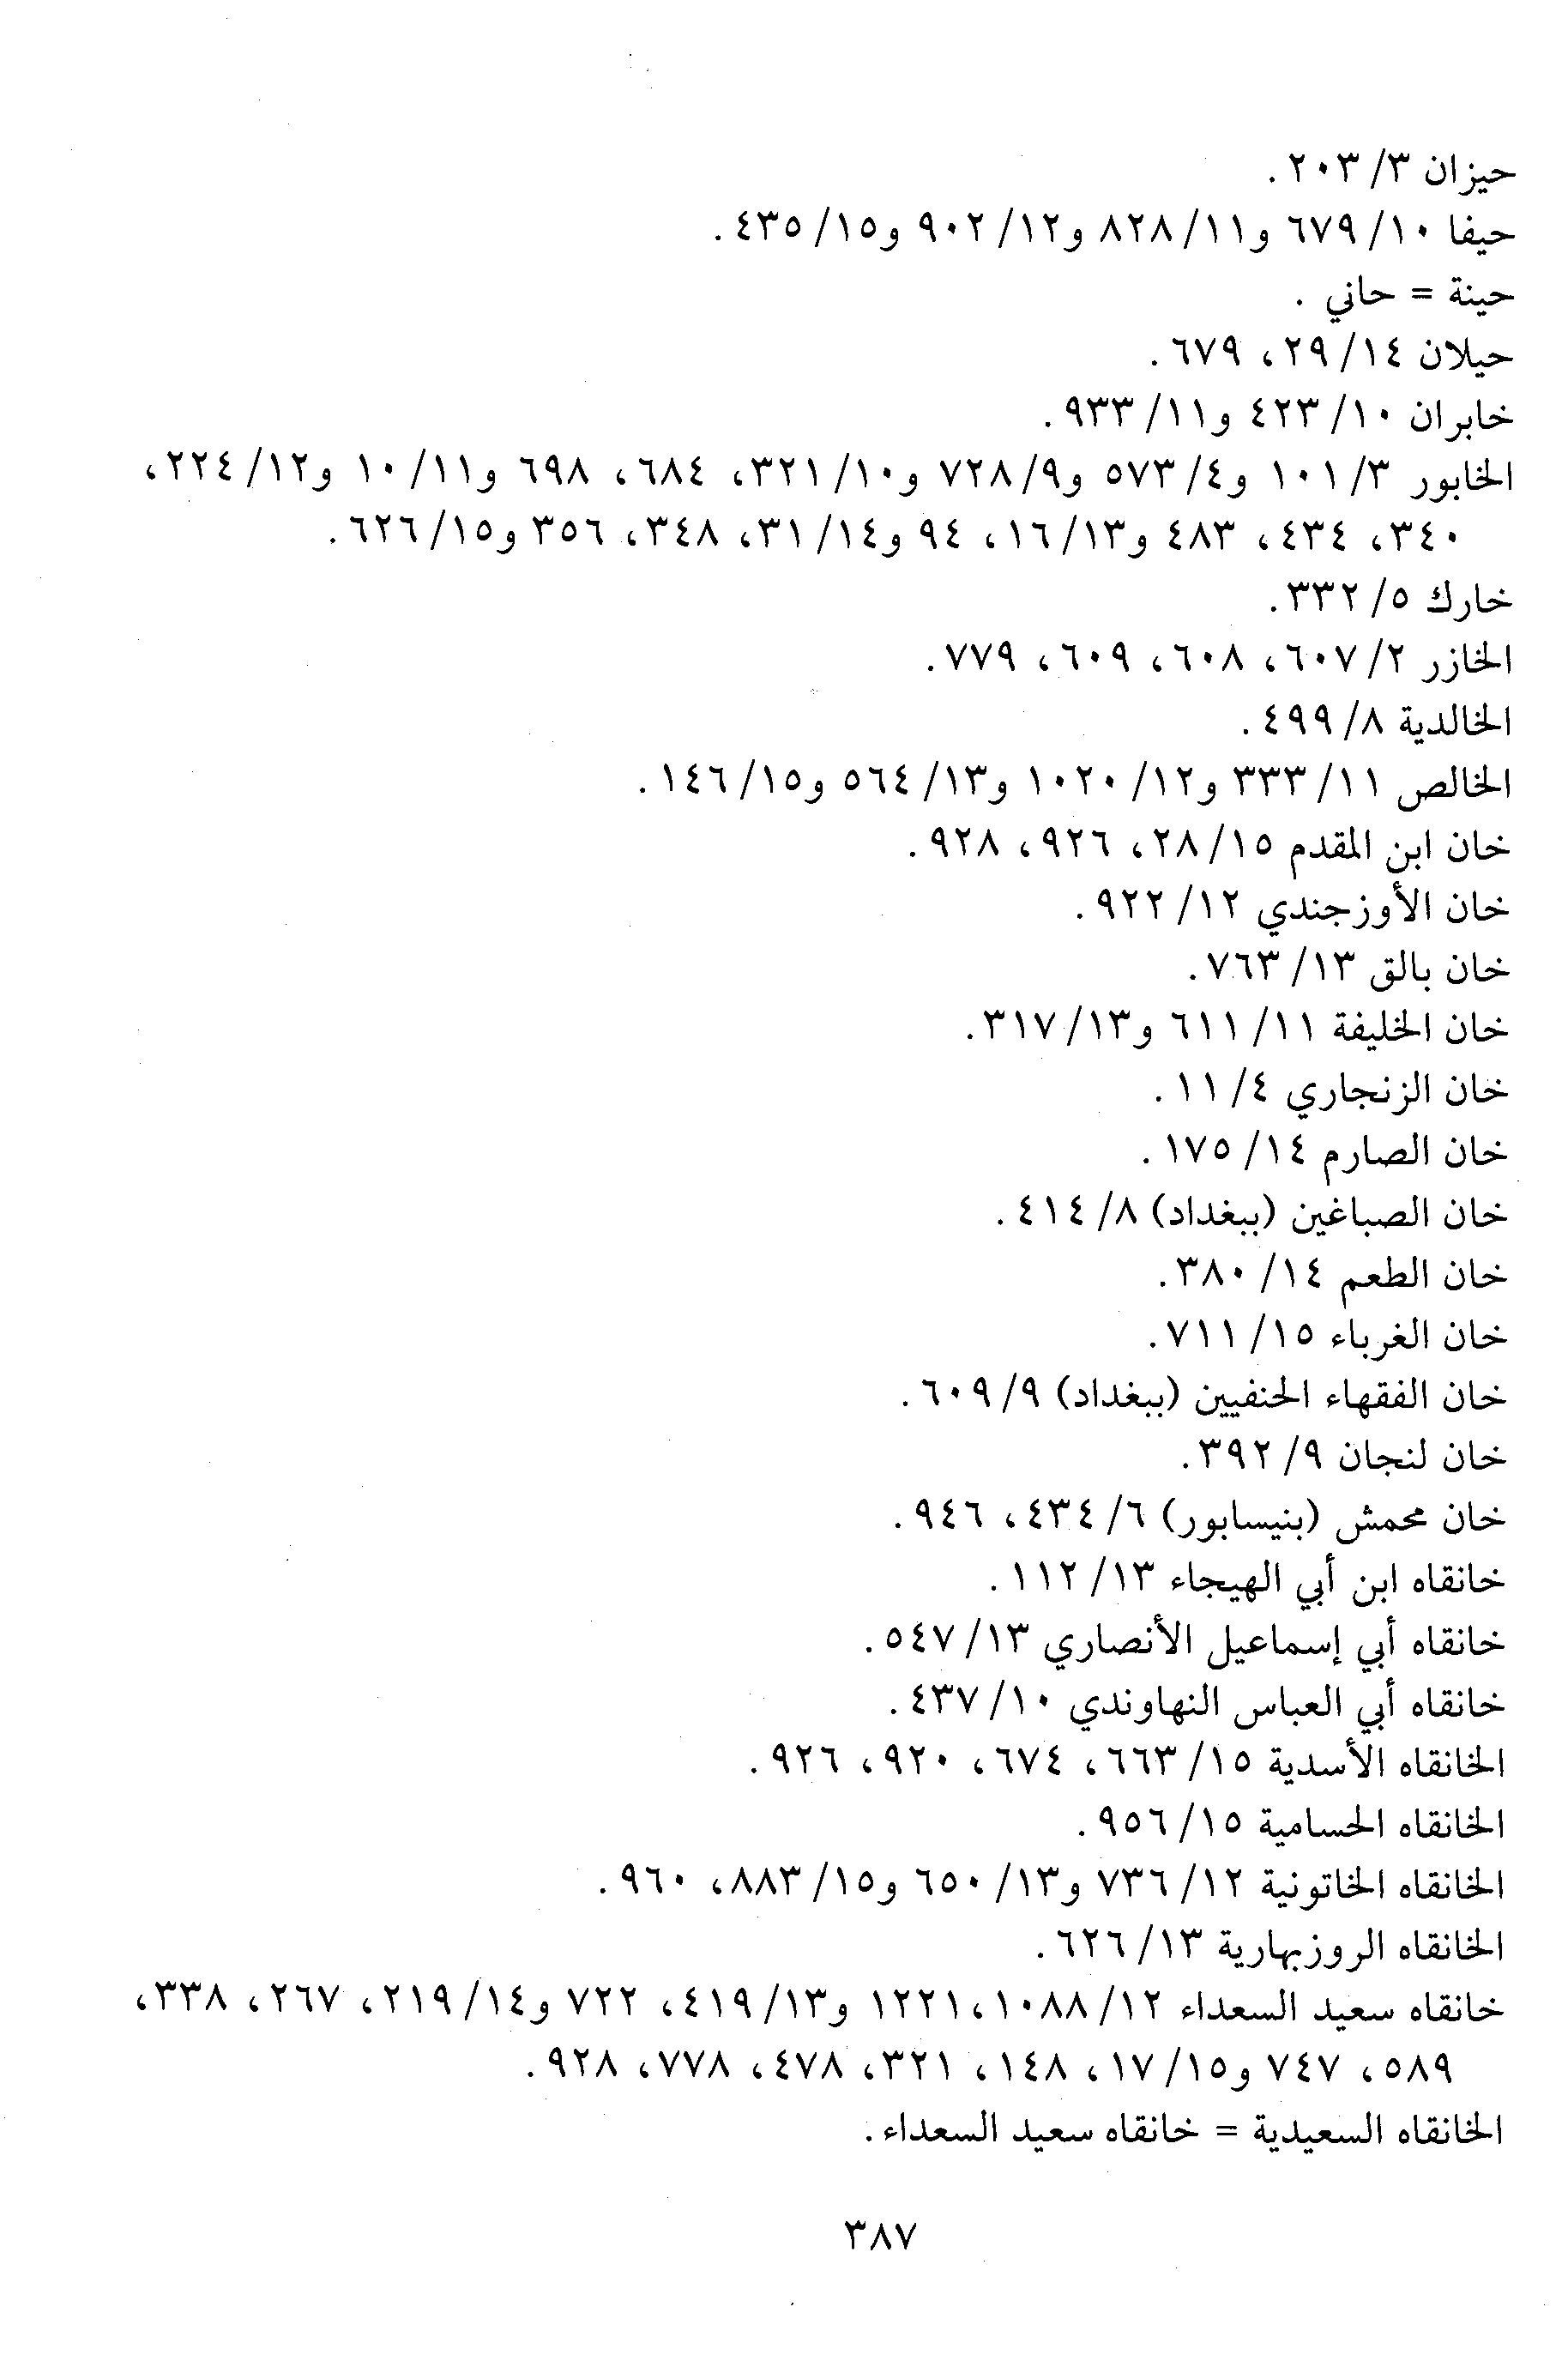 حيزان ٣/ ٢٠٣.
حيفا ١٠/ ٦٧٩ و١١/ ٨٢٨ و١٢/ ٩٠٢ و١٥/ ٤٣٥.
حينة = حاني .
حيلان ١٤/ ٢٩، ٦٧٩.
خابران ١٠/ ٤٢٣ و١١/ ٩٣٣.
الخابور ٣/ ١٠١ و٤/ ٥٧٣ و٩/ ٧٢٨ و١٠/ ٣٢١، ٦٨٤، ٦٩٨ و١١/ ١٠ و١٢/ ٢٢٤،
٣٤٠، ٤٣٤، ٤٨٣ و١٣/ ١٦، ٩٤ و١٤/ ٣١، ٣٤٨، ٣٥٦ و١٥/ ٦٢٦.
خارك ٥/ ٣٣٢.
الخازر ٢/ ٦٠٧، ٦٠٨، ٦٠٩، ٧٧٩.
الخالدية ٨/ ٤٩٩.
الخالص ١١/ ٣٣٣ و١٢/ ١٠٢٠ و١٣/ ٥٦٤ و١٥/ ١٤٦.
خان ابن المقدم ١٥/ ٢٨، ٩٢٦، ٩٢٨.
خان الأوزجندي ١٢/ ٩٢٢.
خان بالق ١٣/ ٧٦٣.
خان الخليفة ١١/ ٦١١ و١٣/ ٣١٧.
خان الزنجاري ٤/ ١١.
خان الصارم ١٤/ ١٧٥.
خان الصباغين (ببغداد) ٨/ ٤١٤.
خان الطعم ١٤/ ٣٨٠.
خان الغرباء ١٥/ ٧١١.
خان الفقهاء الحنفيين (ببغداد) ٩/ ٦٠٩.
خان لنجان ٩/ ٣٩٢.
خان محمش (بنيسابور) ٦/ ٤٣٤، ٩٤٦.
خانقاه ابن أبي الهيجاء ١٣/ ١١٢.
خانقاه أبي إسماعيل الأنصاري ١٣/ ٥٤٧.
خانقاه أبي العباس النهاوندي ١٠/ ٤٣٧.
الخانقاه الأسدية ١٥/ ٦٦٣، ٦٧٤، ٩٢٠، ٩٢٦.
الخانقاه الحسامية ١٥/ ٩٥٦.
الخانقاه الخاتونية ١٢/ ٧٣٦ و١٣/ ٦٥٠ و١٥/ ٨٨٣، ٩٦٠.
الخانقاه الروزبهارية ١٣/ ٦٢٦.
خانقاه سعيد السعداء ١٢/ ١٠٨٨، ١٢٢١ و١٣/ ٤١٩، ٧٢٢ و١٤/ ٢١٩، ٢٦٧، ٣٣٨،
٥٨٩، ٧٤٧ و١٥/ ١٧، ١٤٨، ٣٢١، ٤٧٨، ٧٧٨، ٩٢٨.
الخانقاه السعيدية = خانقاه سعيد السعداء.
٣٨٧